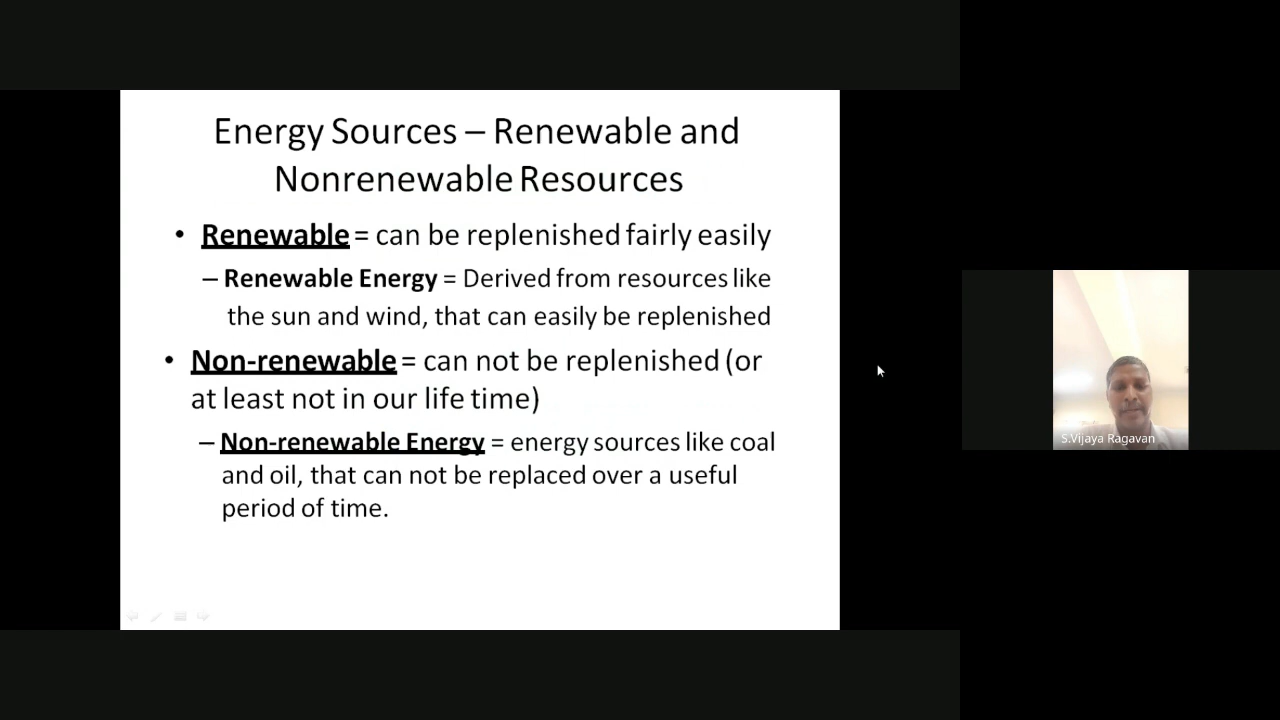 Energy Sources – Renewable and
Nonrenewable Resources
• Renewable = can be replenished fairly easily
– Renewable Energy = Derived from resources like
the sun and wind, that can easily be replenished
• Non-renewable = can not be replenished (or
at least not in our life time)
– Non-renewable Energy = energy sources like coal
and oil, that can not be replaced over a useful
period of time.
S.Vijaya Ragavan